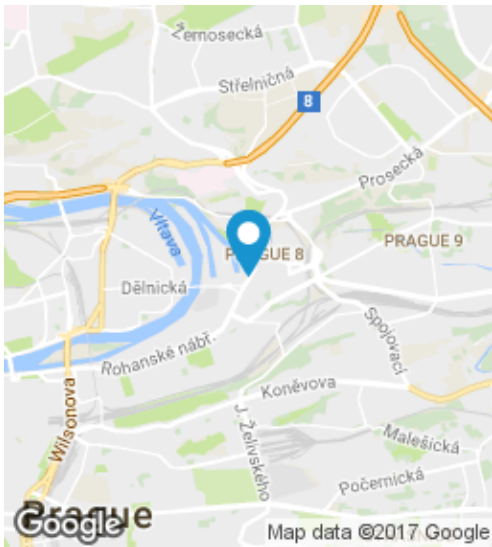 Žernosecká
Střelničná
8
Prosecká
Vltava
PRAGUE 8
PRAGUE 9
Dělnická
Spojovací
Rohanské nábř.
Wilsonova
Koněvova
J. Želivského
Malešická
Počernická
Prague
Google
Map data ©2017 Google